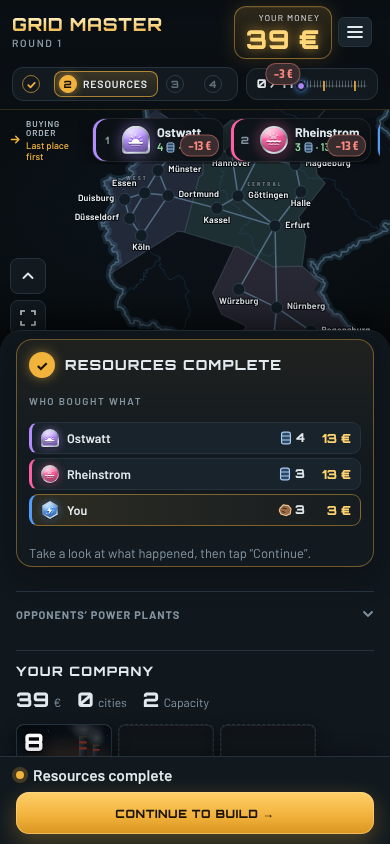 GRID MASTER
ROUND 1
YOUR MONEY
39 €
2 RESOURCES 3 4
-3 €
BUYING ORDER
Last place first
1 Ostwatt
4
-13 €
2 Rheinstrom
3
-13 €
Hannover
Magdeburg
Münster
WEST
Essen
CENTRAL
Duisburg
Dortmund
Göttingen
Halle
Düsseldorf
Kassel
Erfurt
Köln
Würzburg
Nürnberg
Regensburg
RESOURCES COMPLETE
WHO BOUGHT WHAT
Ostwatt 4 13 €
Rheinstrom 3 13 €
You 3 3 €
Take a look at what happened, then tap “Continue”.
OPPONENTS’ POWER PLANTS
YOUR COMPANY
39 € 0 cities 2 Capacity
8
Resources complete
CONTINUE TO BUILD →